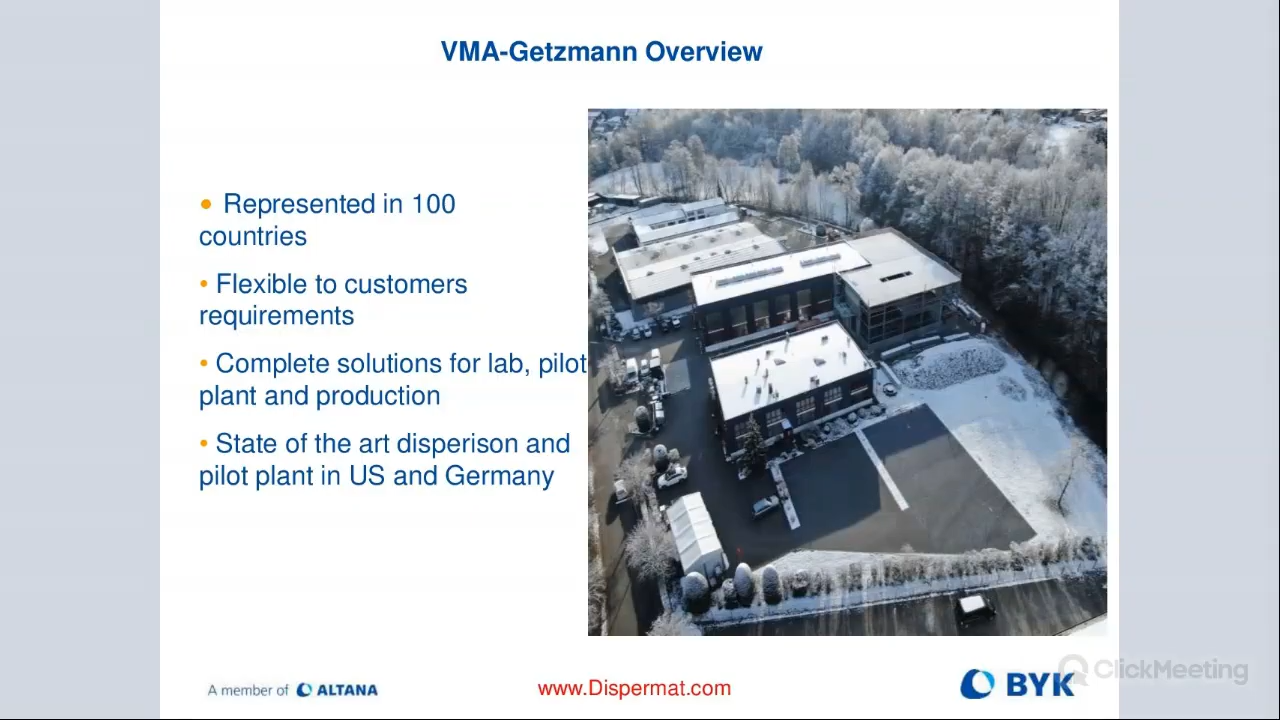 VMA-Getzmann Overview
• Represented in 100
countries
• Flexible to customers
requirements
• Complete solutions for lab, pilot
plant and production
• State of the art disperison and
pilot plant in US and Germany
A member of ALTANA
www.Dispermat.com
BYK
ClickMeeting